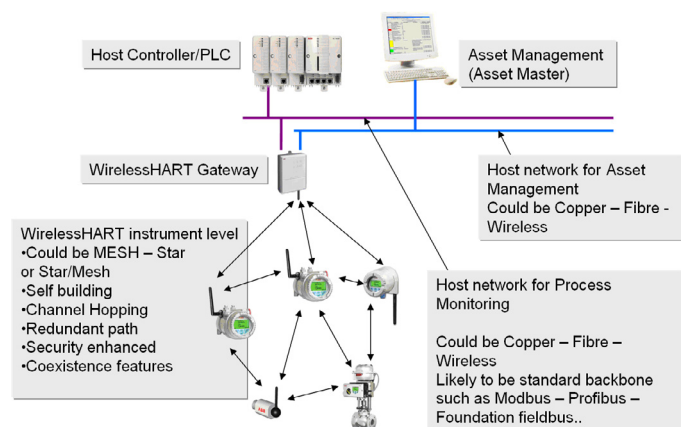 Host Controller/PLC
Asset Management
(Asset Master)
WirelessHART Gateway
Host network for Asset
Management
Could be Copper – Fibre -
Wireless
WirelessHART instrument level
•Could be MESH – Star
or Star/Mesh
•Self building
•Channel Hopping
•Redundant path
•Security enhanced
•Coexistence features
Host network for Process
Monitoring
Could be Copper – Fibre –
Wireless
Likely to be standard backbone
such as Modbus – Profibus –
Foundation fieldbus..
ABB